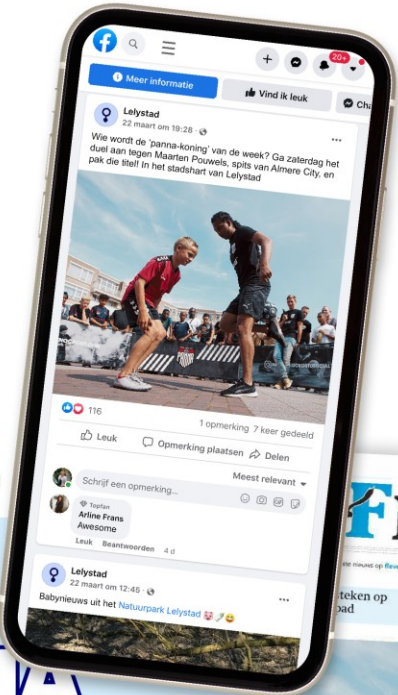 20+
Meer informatie
Vind ik leuk
Lelystad
22 maart om 19:28 ·
Wie wordt de 'panna-koning' van de week? Ga zaterdag het
duel aan tegen Maarten Pouwels, spits van Almere City, en
pak die titel! In het stadshart van Lelystad
116
1 opmerking 7 keer gedeeld
Leuk
Opmerking plaatsen
Delen
Meest relevant
Schrijf een opmerking...
Topfan
Arline Frans
Awesome
Leuk Beantwoorden 4 d
Lelystad
22 maart om 12:46 ·
Babynieuws uit het Natuurpark Lelystad
nieuws op
teken op